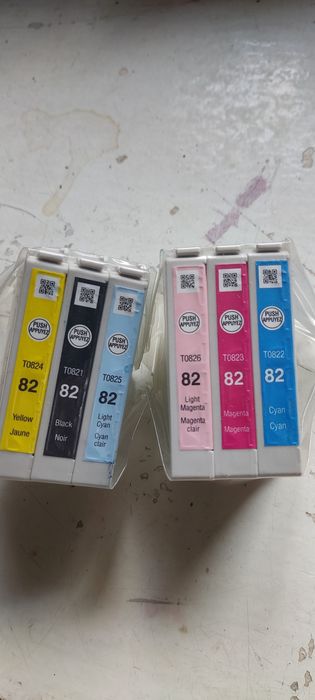 PUSH
APPUYEZ
T0824
82
Yellow
Jaune
PUSH
APPUYEZ
T0821
82
Black
Noir
PUSH
APPUYEZ
T0825
82
Light
Cyan
Cyan
clair
PUSH
APPUYEZ
T0826
82
Light
Magenta
Magenta
clair
PUSH
APPUYEZ
T0823
82
Magenta
Magenta
PUSH
APPUYEZ
T0822
82
Cyan
Cyan